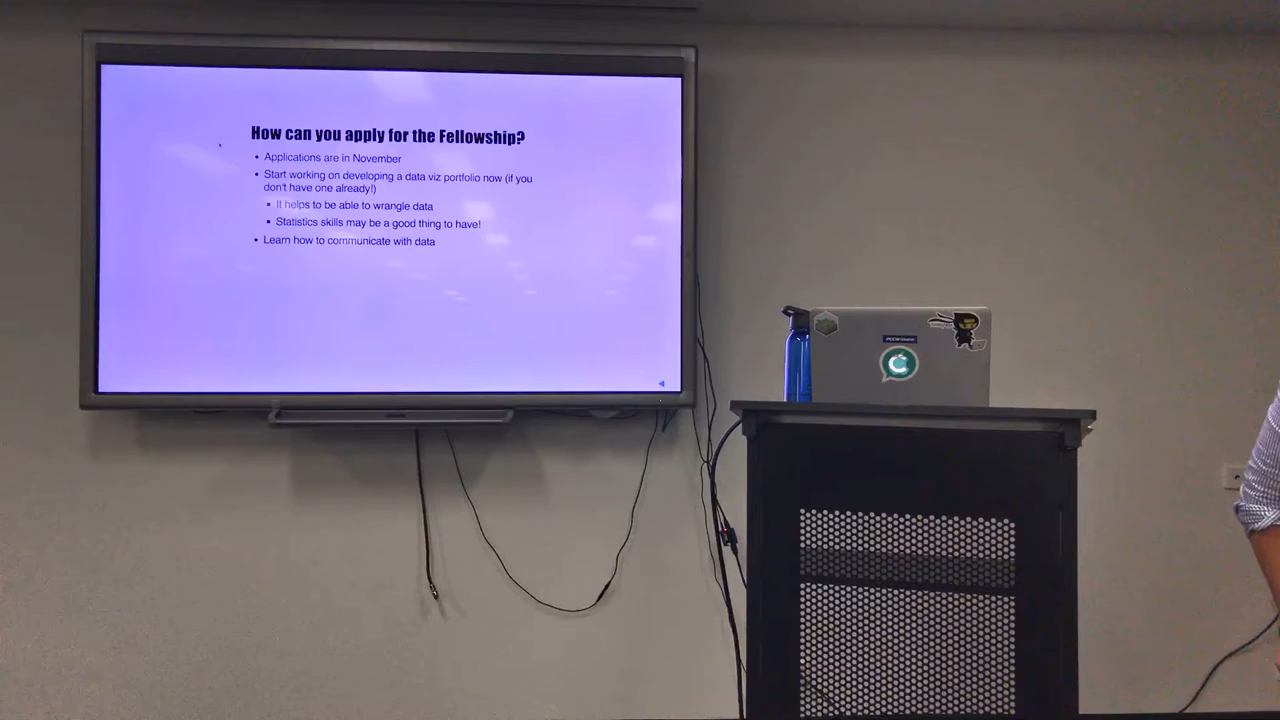 How can you apply for the Fellowship?
• Applications are in November
• Start working on developing a data viz portfolio now (if you
don't have one already!)
▪ It helps to be able to wrangle data
▪ Statistics skills may be a good thing to have!
• Learn how to communicate with data